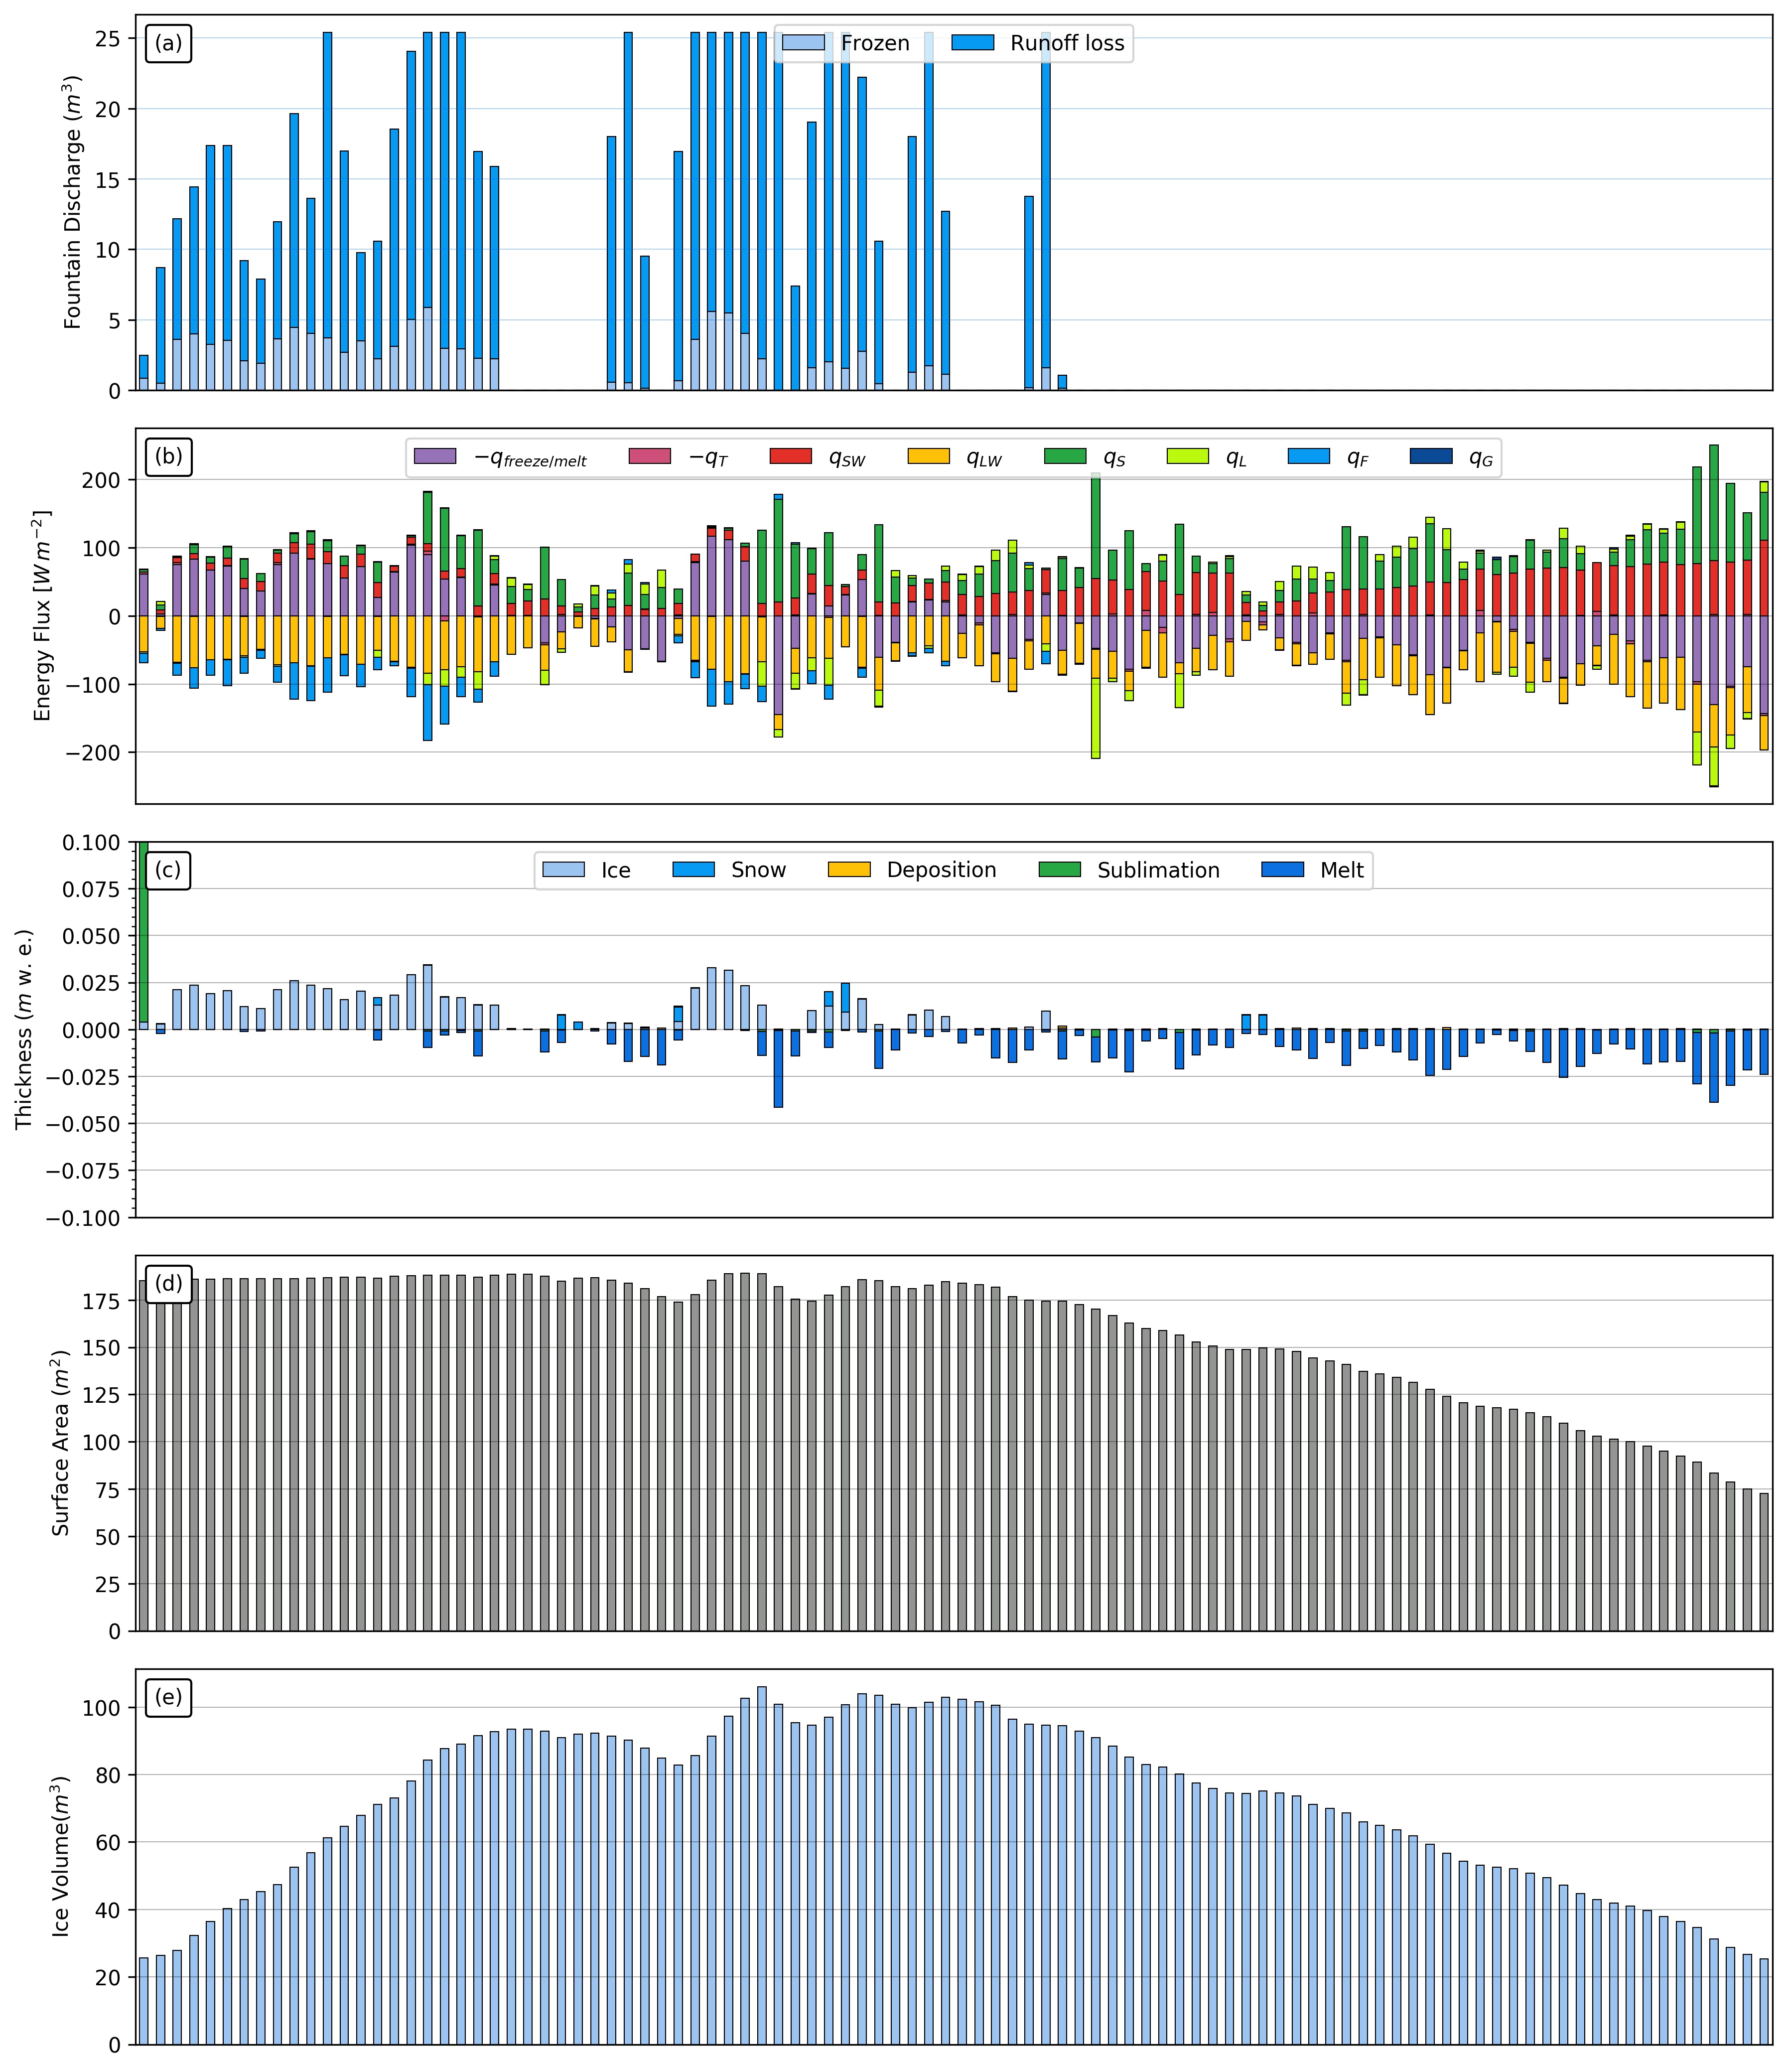 (a)
Frozen Runoff loss
Fountain Discharge (m³)
25
20
15
10
5
0
(b)
−q_freeze/melt −q_T q_SW q_LW q_S q_L q_F q_G
Energy Flux [Wm⁻²]
200
100
0
−100
−200
(c)
Ice Snow Deposition Sublimation Melt
Thickness (m w. e.)
0.100
0.075
0.050
0.025
0.000
−0.025
−0.050
−0.075
−0.100
(d)
Surface Area (m²)
175
150
125
100
75
50
25
0
(e)
Ice Volume(m³)
100
80
60
40
20
0